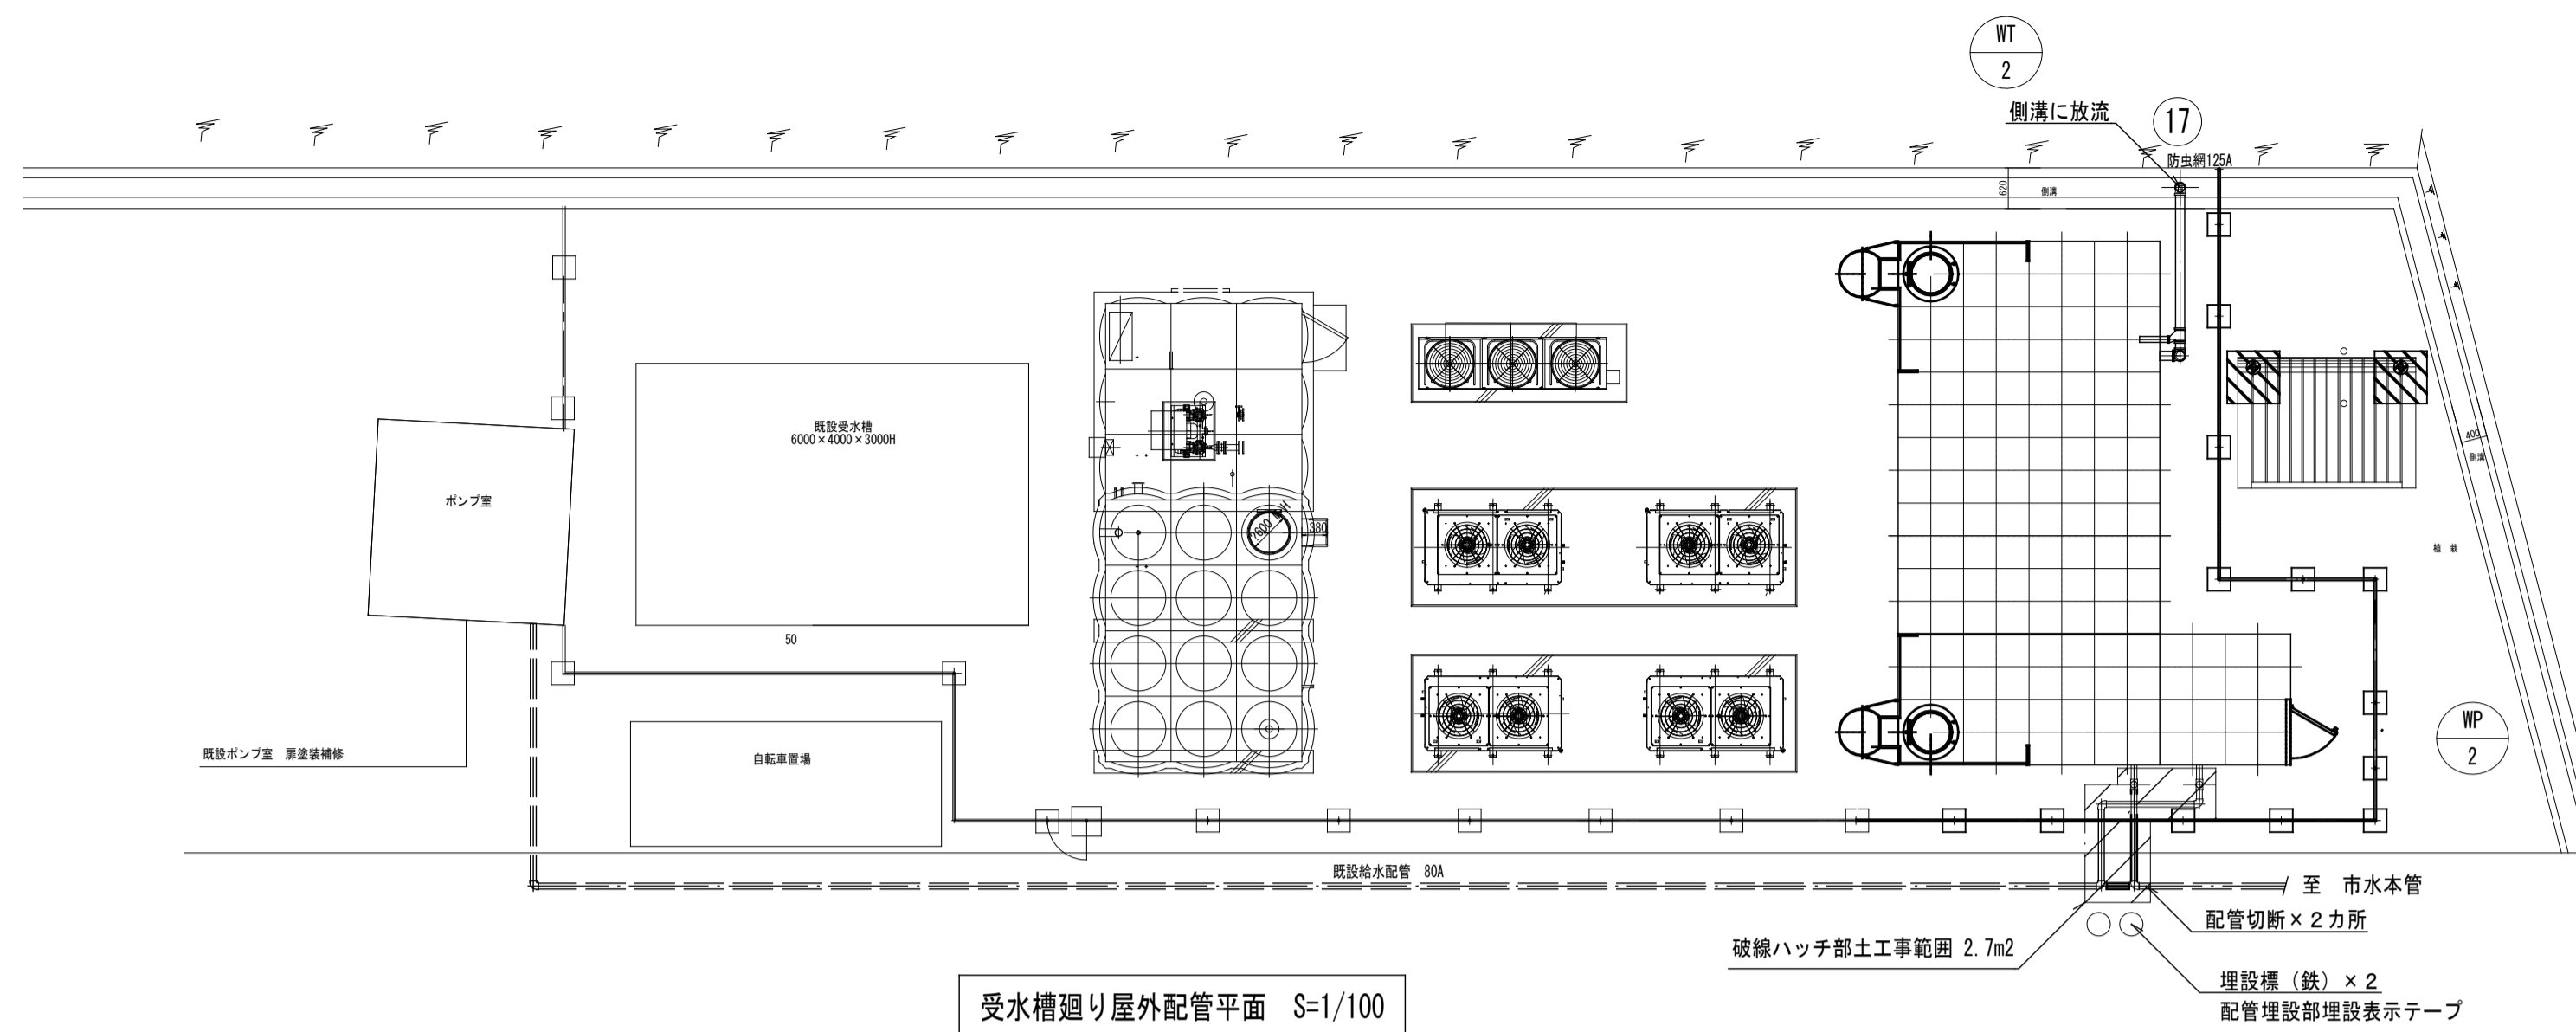 WT
2
側溝に放流
17
防虫網125A
620
側溝
既設受水槽
6000×4000×3000H
ポンプ室
600
380
400
側溝
植 栽
50
既設ポンプ室 扉塗装補修
自転車置場
WP
2
既設給水配管 80A
至 市水本管
配管切断×2カ所
破線ハッチ部土工事範囲 2.7m2
埋設標（鉄）×2
配管埋設部埋設表示テープ
受水槽廻り屋外配管平面 S=1/100